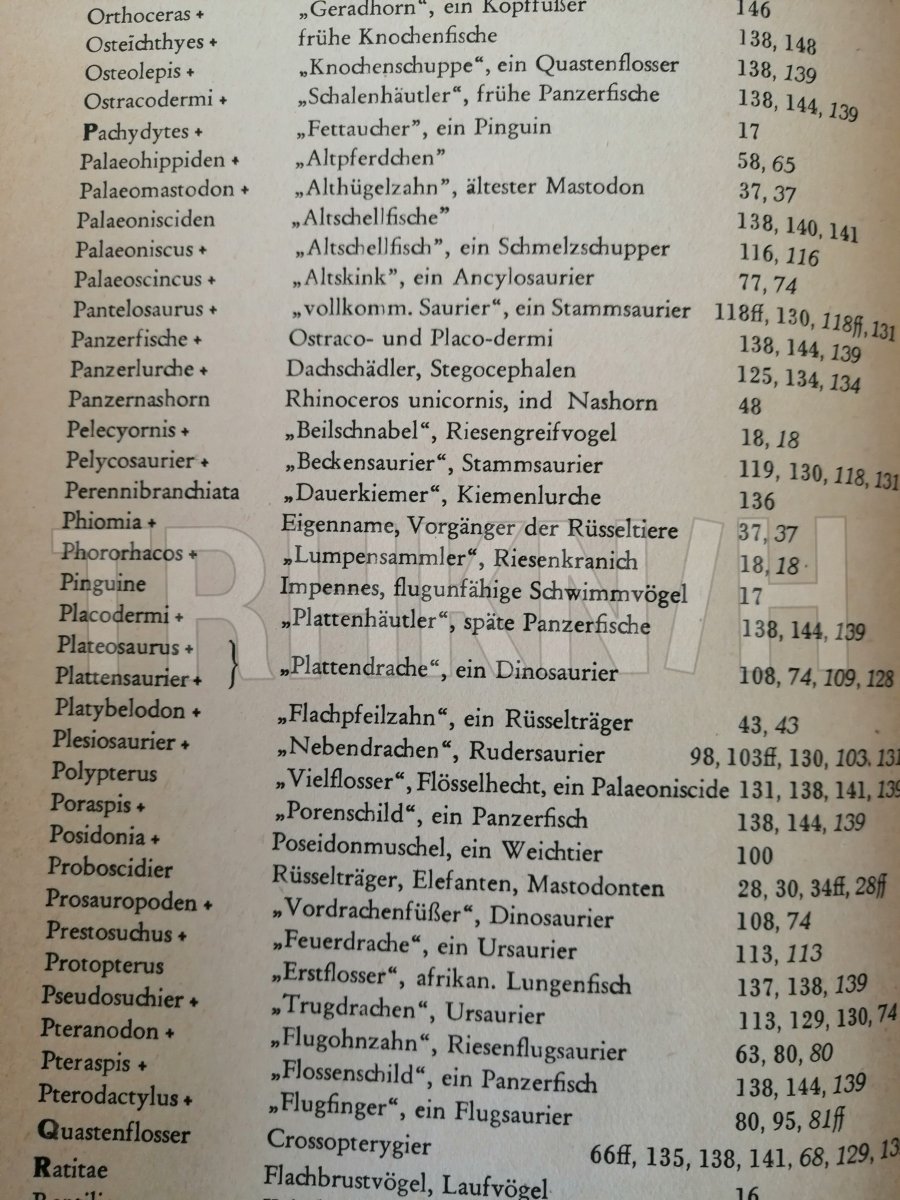 Orthoceras + „Geradhorn“, ein Kopffüßer 146
Osteichthyes + frühe Knochenfische 138, 148
Osteolepis + „Knochenschuppe“, ein Quastenflosser 138, 139
Ostracodermi + „Schalenhäutler“, frühe Panzerfische 138, 144, 139
Pachydytes + „Fettaucher”, ein Pinguin 17
Palaeohippiden + „Altpferdchen” 58, 65
Palaeomastodon + „Althügelzahn”, ältester Mastodon 37, 37
Palaeonisciden „Altschellfische” 138, 140, 141
Palaeoniscus + „Altschellfisch”, ein Schmelzschupper 116, 116
Palaeoscincus + „Altskink”, ein Ancylosaurier 77, 74
Pantelosaurus + „vollkomm. Saurier“, ein Stammsaurier 118ff, 130, 118ff, 131
Panzerfische + Ostraco- und Placo-dermi 138, 144, 139
Panzerlurche + Dachschädler, Stegocephalen 125, 134, 134
Panzernashorn Rhinoceros unicornis, ind Nashorn 48
Pelecyornis + „Beilschnabel“, Riesengreifvogel 18, 18
Pelycosaurier + „Beckensaurier“, Stammsaurier 119, 130, 118, 131
Perennibranchiata „Dauerkiemer“, Kiemenlurche 136
Phiomia + Eigenname, Vorgänger der Rüsseltiere 37, 37
Phororhacos + „Lumpensammler“, Riesenkranich 18, 18
Pinguine Impennes, flugunfähige Schwimmvögel 17
Placodermi + „Plattenhäutler“, späte Panzerfische 138, 144, 139
Plateosaurus +
Plattensaurier + } „Plattendrache“, ein Dinosaurier 108, 74, 109, 128
Platybelodon + „Flachpfeilzahn“, ein Rüsselträger 43, 43
Plesiosaurier + „Nebendrachen“, Rudersaurier 98, 103ff, 130, 103, 131
Polypterus „Vielflosser“, Flösselhecht, ein Palaeoniscide 131, 138, 141, 139
Poraspis + „Porenschild“, ein Panzerfisch 138, 144, 139
Posidonia + Poseidonmuschel, ein Weichtier 100
Proboscidier Rüsselträger, Elefanten, Mastodonten 28, 30, 34ff, 28ff
Prosauropoden + „Vordrachenfüßer“, Dinosaurier 108, 74
Prestosuchus + „Feuerdrache“, ein Ursaurier 113, 113
Protopterus „Erstflosser“, afrikan. Lungenfisch 137, 138, 139
Pseudosuchier + „Trugdrachen“, Ursaurier 113, 129, 130, 74
Pteranodon + „Flugohnzahn“, Riesenflugsaurier 63, 80, 80
Pteraspis + „Flossenschild“, ein Panzerfisch 138, 144, 139
Pterodactylus + „Flugfinger“, ein Flugsaurier 80, 95, 81ff
Quastenflosser Crossopterygier 66ff, 135, 138, 141, 68, 129,
Ratitae Flachbrustvögel, Laufvögel 16